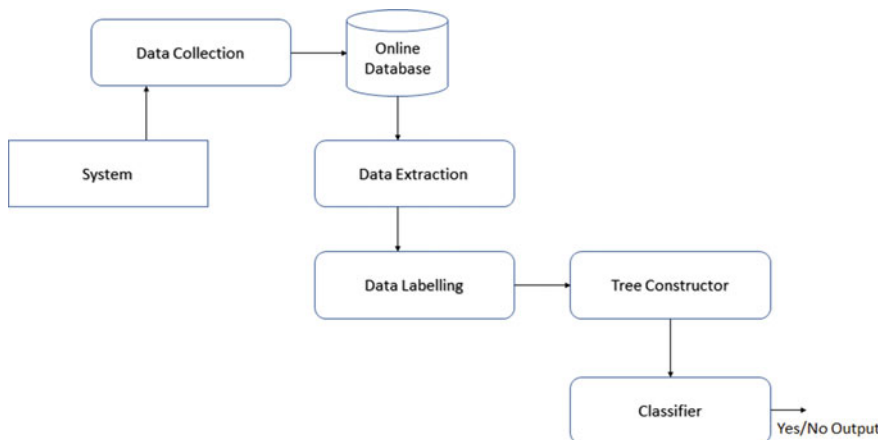 Data Collection
Online
Database
System
Data Extraction
Data Labelling
Tree Constructor
Classifier
Yes/No Output